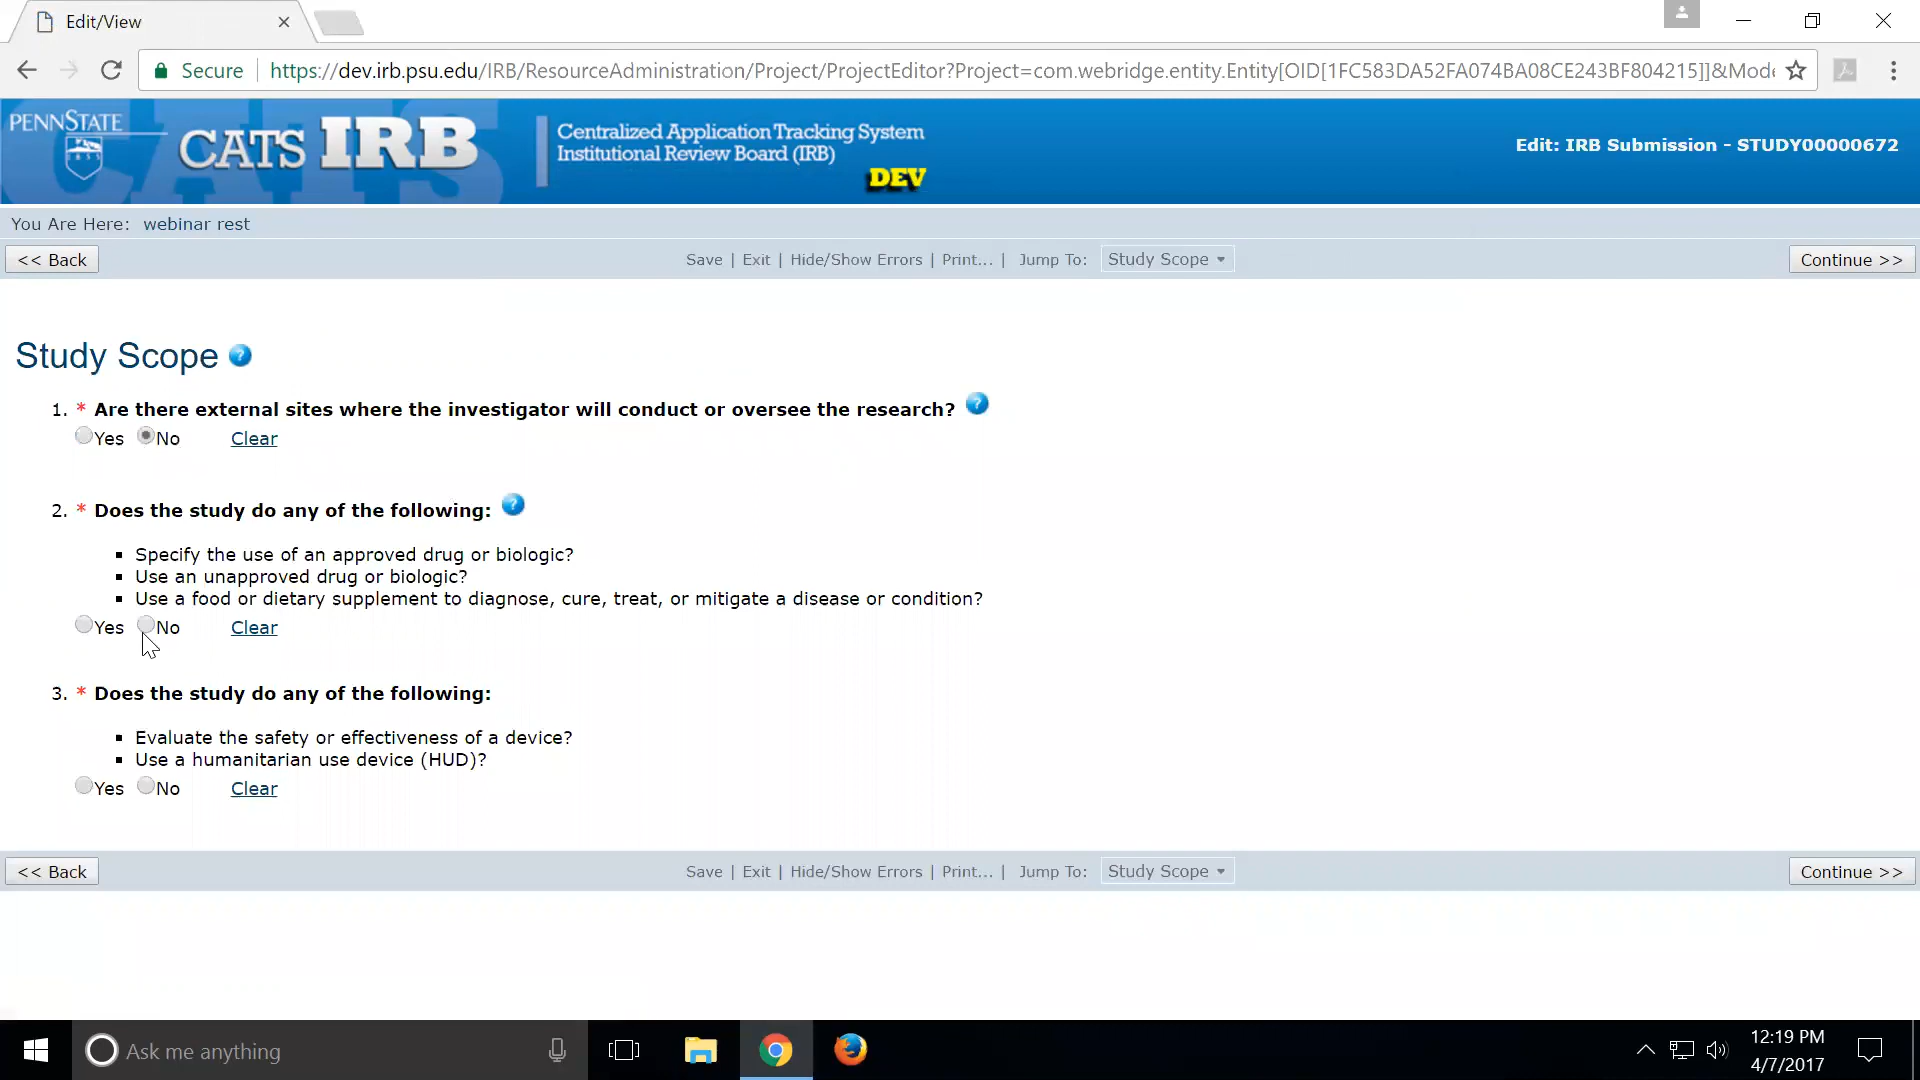 Edit/View
Secure https://dev.irb.psu.edu/IRB/ResourceAdministration/Project/ProjectEditor?Project=com.webridge.entity.Entity[OID[1FC583DA52FA074BA08CE243BF804215]]&Mode
PENNSTATE
1855
CATS IRB
Centralized Application Tracking System
Institutional Review Board (IRB)
DEV
Edit: IRB Submission - STUDY00000672
You Are Here: webinar rest
<< Back Save | Exit | Hide/Show Errors | Print... | Jump To: Study Scope Continue >>
Study Scope ?
1. * Are there external sites where the investigator will conduct or oversee the research? ?
Yes No Clear
2. * Does the study do any of the following: ?
▪ Specify the use of an approved drug or biologic?
▪ Use an unapproved drug or biologic?
▪ Use a food or dietary supplement to diagnose, cure, treat, or mitigate a disease or condition?
Yes No Clear
3. * Does the study do any of the following:
▪ Evaluate the safety or effectiveness of a device?
▪ Use a humanitarian use device (HUD)?
Yes No Clear
<< Back Save | Exit | Hide/Show Errors | Print... | Jump To: Study Scope Continue >>
Ask me anything
12:19 PM
4/7/2017